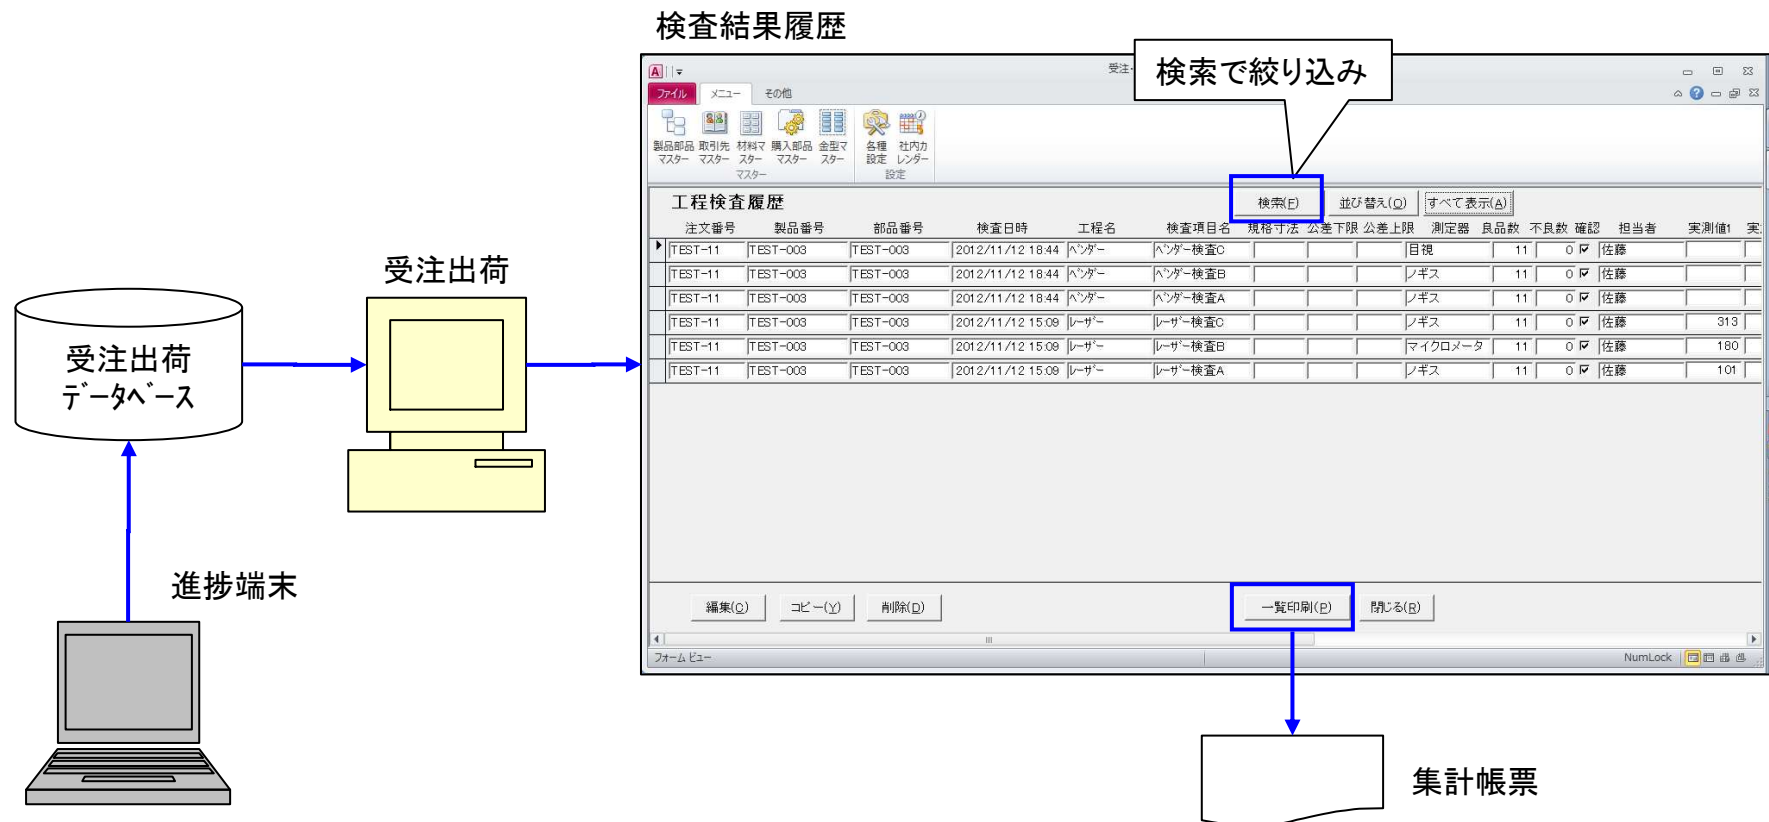 検査結果履歴
検索で絞り込み
受注・
ファイル メニュー その他
製品部品マスター 取引先マスター 材料マスター 購入部品マスター 金型マスター 各種設定 社内カレンダー
マスター 設定
工程検査履歴 検索(F) 並び替え(O) すべて表示(A)
注文番号 製品番号 部品番号 検査日時 工程名 検査項目名 規格寸法 公差下限 公差上限 測定器 良品数 不良数 確認 担当者 実測値1 実
TEST-11 TEST-003 TEST-003 2012/11/12 18:44 ﾍﾞﾝﾀﾞｰ ﾍﾞﾝﾀﾞｰ検査C 目視 11 0 佐藤
TEST-11 TEST-003 TEST-003 2012/11/12 18:44 ﾍﾞﾝﾀﾞｰ ﾍﾞﾝﾀﾞｰ検査B ノギス 11 0 佐藤
TEST-11 TEST-003 TEST-003 2012/11/12 18:44 ﾍﾞﾝﾀﾞｰ ﾍﾞﾝﾀﾞｰ検査A ノギス 11 0 佐藤
TEST-11 TEST-003 TEST-003 2012/11/12 15:09 ﾚｰｻﾞｰ ﾚｰｻﾞｰ検査C ノギス 11 0 佐藤 313
TEST-11 TEST-003 TEST-003 2012/11/12 15:09 ﾚｰｻﾞｰ ﾚｰｻﾞｰ検査B マイクロメータ 11 0 佐藤 180
TEST-11 TEST-003 TEST-003 2012/11/12 15:09 ﾚｰｻﾞｰ ﾚｰｻﾞｰ検査A ノギス 11 0 佐藤 101
編集(C) コピー(Y) 削除(D) 一覧印刷(P) 閉じる(R)
フォーム ビュー NumLock
受注出荷
受注出荷
ﾃﾞｰﾀﾍﾞｰｽ
進捗端末
集計帳票